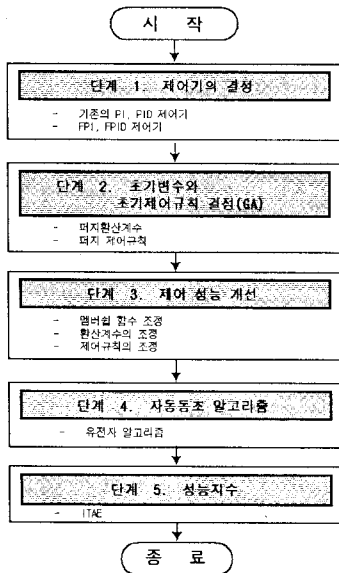 시 작
단계 1. 제어기의 결정
- 기존의 PI, PID 제어기
- FPI, FPID 제어기
단계 2. 초기변수와
초기제어규칙 결정(GA)
- 퍼지환산계수
- 퍼지 제어규칙
단계 3. 제어 성능 개선
- 멤버쉽 함수 조정
- 환산계수의 조정
- 제어규칙의 조정
단계 4. 자동동조 알고리즘
- 유전자 알고리즘
단계 5. 성능지수
- ITAE
종 료